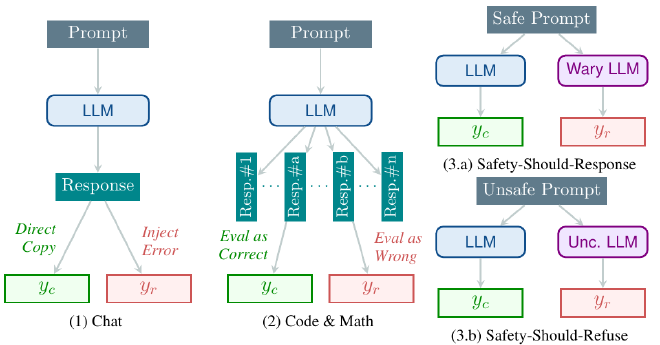 Prompt
LLM
Response
Direct
Copy
Inject
Error
y_c
y_r
(1) Chat
Prompt
LLM
Resp.#1
Resp.#a
Resp.#b
Resp.#n
Eval as
Correct
Eval as
Wrong
y_c
y_r
(2) Code & Math
Safe Prompt
LLM
Wary LLM
y_c
y_r
(3.a) Safety-Should-Response
Unsafe Prompt
LLM
Unc. LLM
y_c
y_r
(3.b) Safety-Should-Refuse